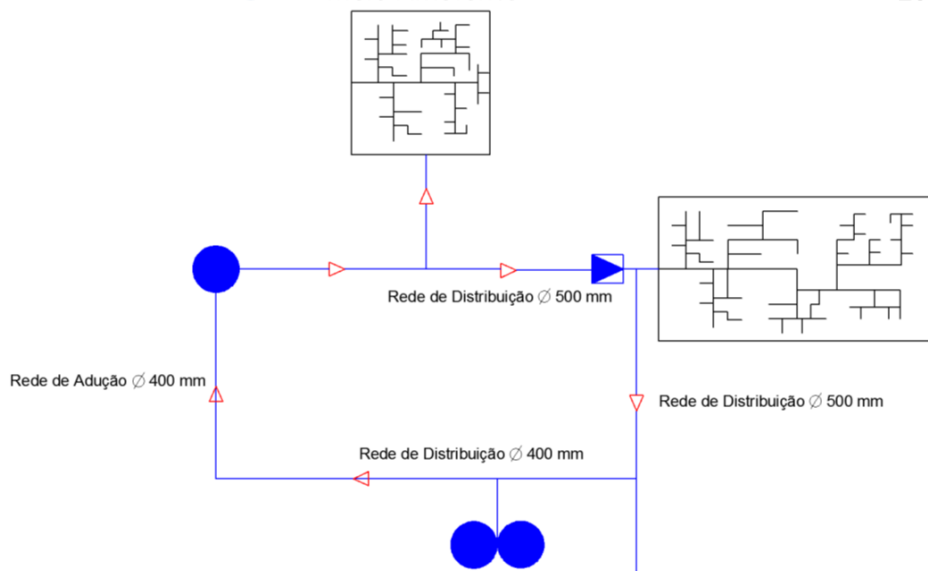 Rede de Distribuição ∅ 500 mm
Rede de Adução ∅ 400 mm
Rede de Distribuição ∅ 500 mm
Rede de Distribuição ∅ 400 mm